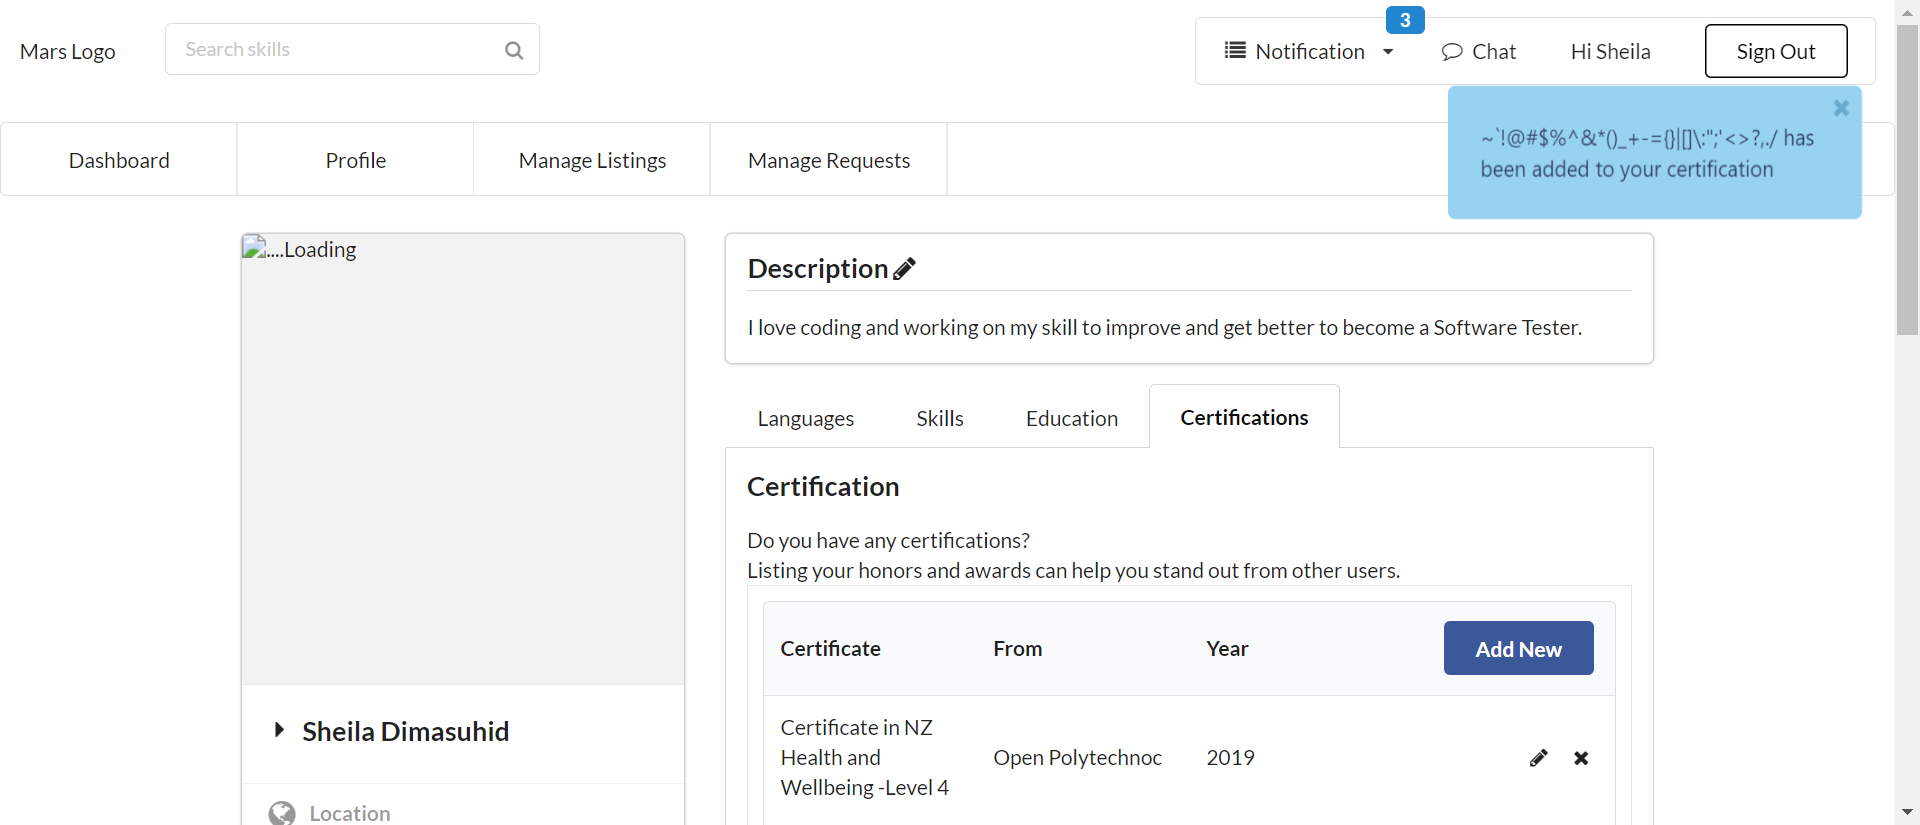 Mars Logo
Search skills
3
Notification
Chat
Hi Sheila
Sign Out
~`!@#$%^&*()_+-={}|[]\:";'<>?,./ has
been added to your certification
Dashboard
Profile
Manage Listings
Manage Requests
....Loading
Description
I love coding and working on my skill to improve and get better to become a Software Tester.
Languages
Skills
Education
Certifications
Certification
Do you have any certifications?
Listing your honors and awards can help you stand out from other users.
Certificate
From
Year
Add New
Certificate in NZ
Health and
Wellbeing -Level 4
Open Polytechnoc
2019
Sheila Dimasuhid
Location